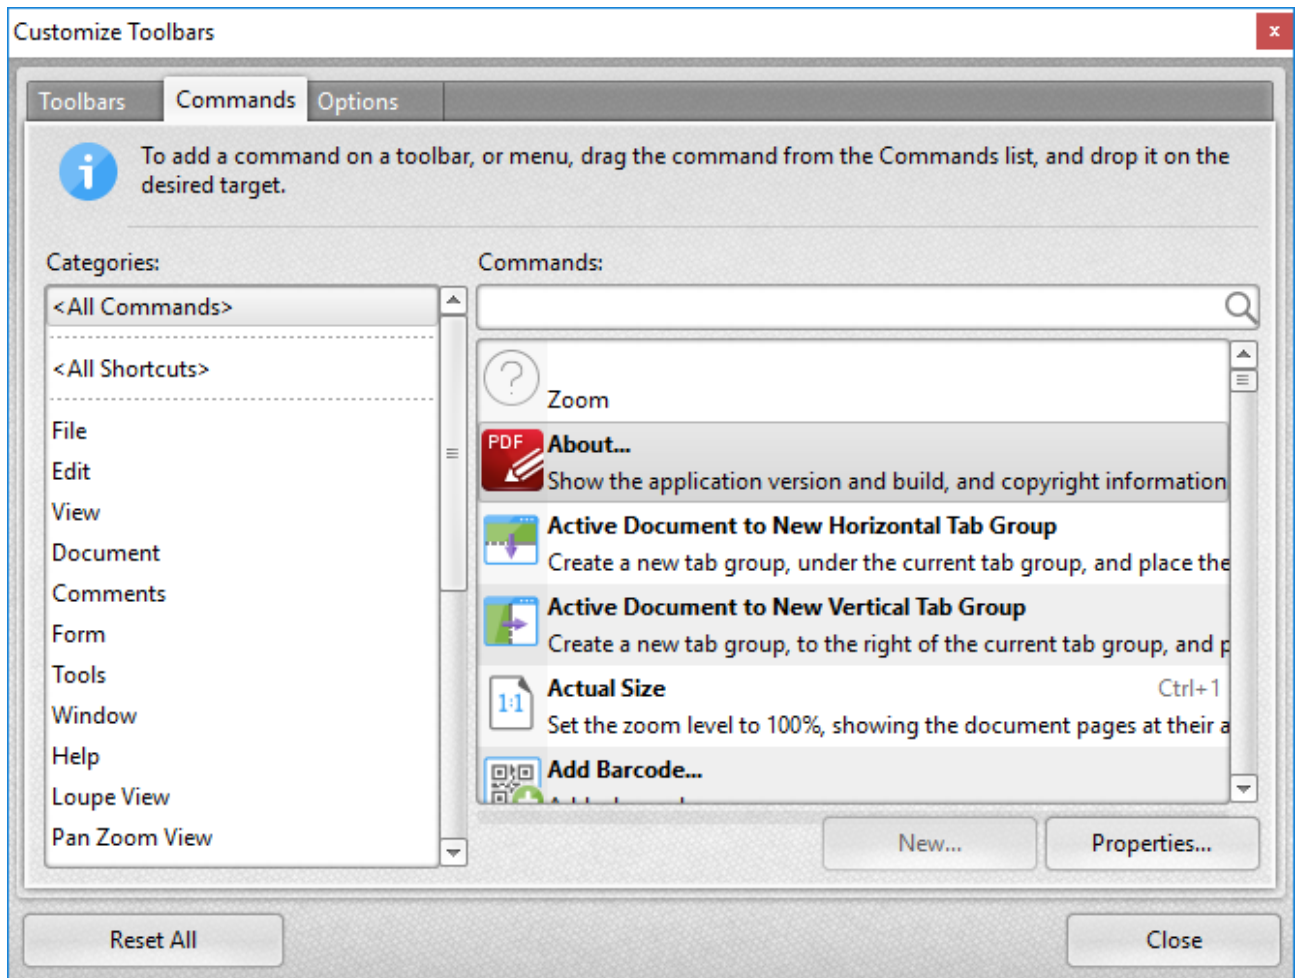 Customize Toolbars
x
Toolbars
Commands
Options
To add a command on a toolbar, or menu, drag the command from the Commands list, and drop it on the
desired target.
Categories:
<All Commands>
<All Shortcuts>
File
Edit
View
Document
Comments
Form
Tools
Window
Help
Loupe View
Pan Zoom View
Commands:
Zoom
PDF
About...
Show the application version and build, and copyright information
Active Document to New Horizontal Tab Group
Create a new tab group, under the current tab group, and place the
Active Document to New Vertical Tab Group
Create a new tab group, to the right of the current tab group, and p
1:1
Actual Size Ctrl+1
Set the zoom level to 100%, showing the document pages at their a
Add Barcode...
New...
Properties...
Reset All
Close